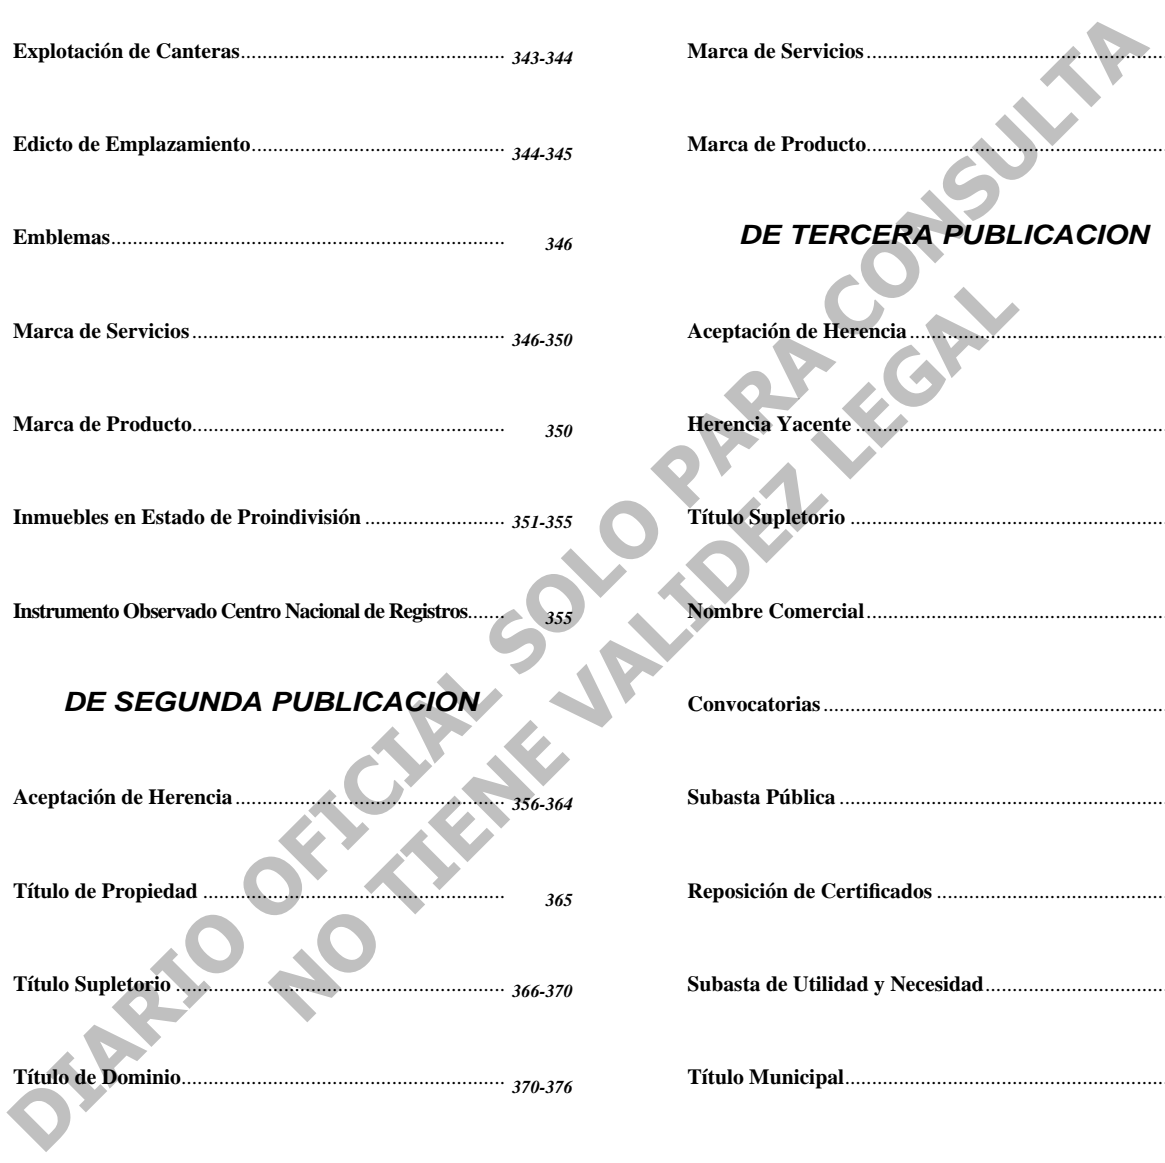 Explotación de Canteras.................................................. 343-344
Edicto de Emplazamiento................................................ 344-345
Emblemas........................................................................... 346
Marca de Servicios............................................................ 346-350
Marca de Producto............................................................ 350
Inmuebles en Estado de Proindivisión........................... 351-355
Instrumento Observado Centro Nacional de Registros....... 355
DE SEGUNDA PUBLICACION
Aceptación de Herencia................................................... 356-364
Título de Propiedad.......................................................... 365
Título Supletorio............................................................... 366-370
Título de Dominio............................................................. 370-376
Marca de Servicios............................................................
Marca de Producto............................................................
DE TERCERA PUBLICACION
Aceptación de Herencia...................................................
Herencia Yacente..............................................................
Título Supletorio...............................................................
Nombre Comercial............................................................
Convocatorias....................................................................
Subasta Pública.................................................................
Reposición de Certificados..............................................
Subasta de Utilidad y Necesidad.....................................
Título Municipal................................................................
DIARIO OFICIAL SOLO PARA CONSULTA
NO TIENE VALIDEZ LEGAL